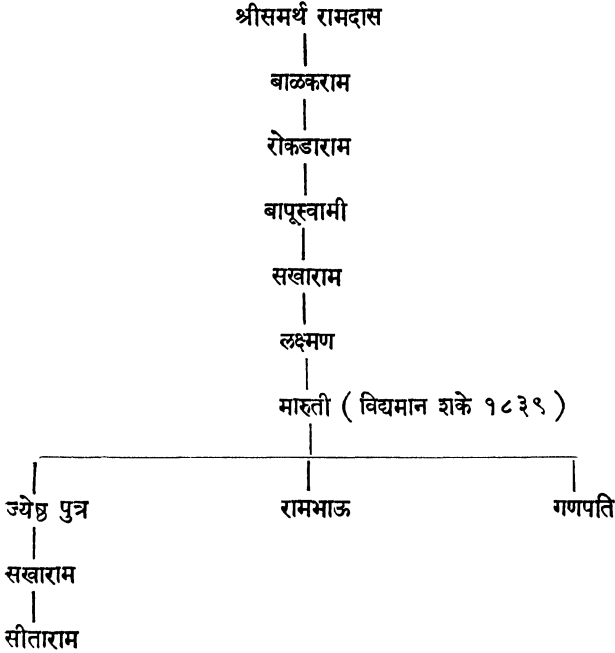 श्रीसमर्थ रामदास
बाळकराम
रोकडाराम
बापूस्वामी
सखाराम
लक्ष्मण
मारुती ( विद्यमान शके १८३९ )
ज्येष्ठ पुत्र रामभाऊ गणपति
सखाराम
सीताराम